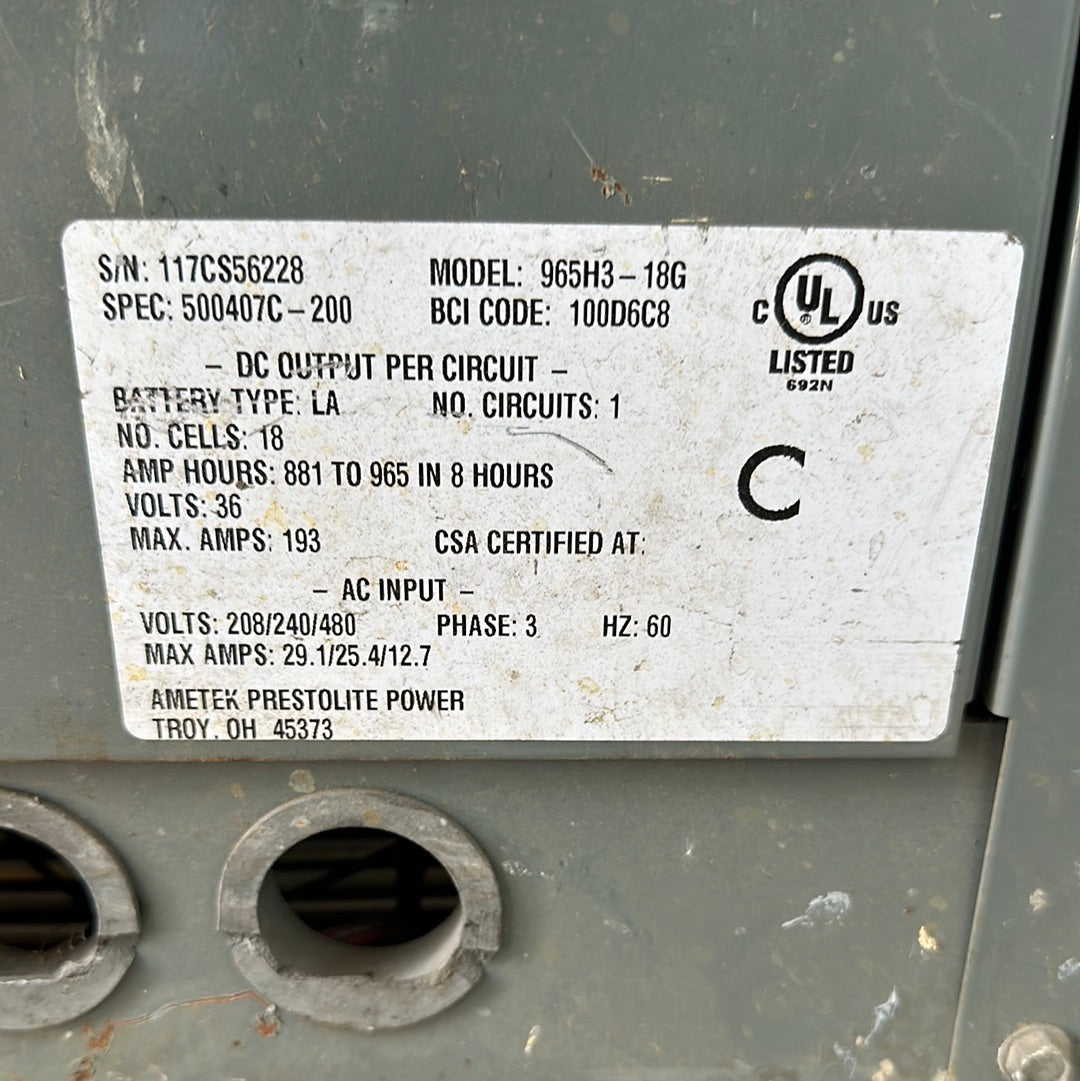 S/N: 117CS56228 MODEL: 965H3-18G
SPEC: 500407C-200 BCI CODE: 100D6C8
C UL US
LISTED
692N
- DC OUTPUT PER CIRCUIT -
BATTERY TYPE: LA NO. CIRCUITS: 1
NO. CELLS: 18
AMP HOURS: 881 TO 965 IN 8 HOURS
C
VOLTS: 36
MAX. AMPS: 193 CSA CERTIFIED AT:
- AC INPUT -
VOLTS: 208/240/480 PHASE: 3 HZ: 60
MAX AMPS: 29.1/25.4/12.7
AMETEK PRESTOLITE POWER
TROY, OH 45373